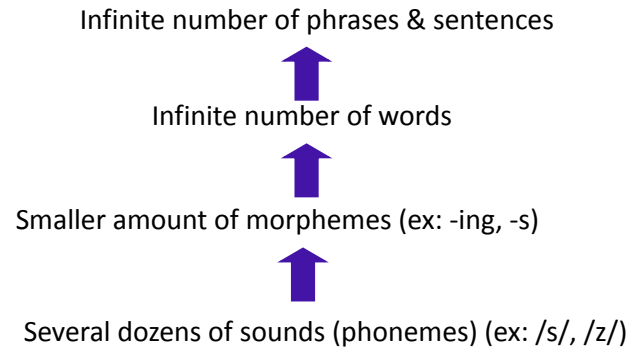 Infinite number of phrases & sentences
Infinite number of words
Smaller amount of morphemes (ex: -ing, -s)
Several dozens of sounds (phonemes) (ex: /s/, /z/)